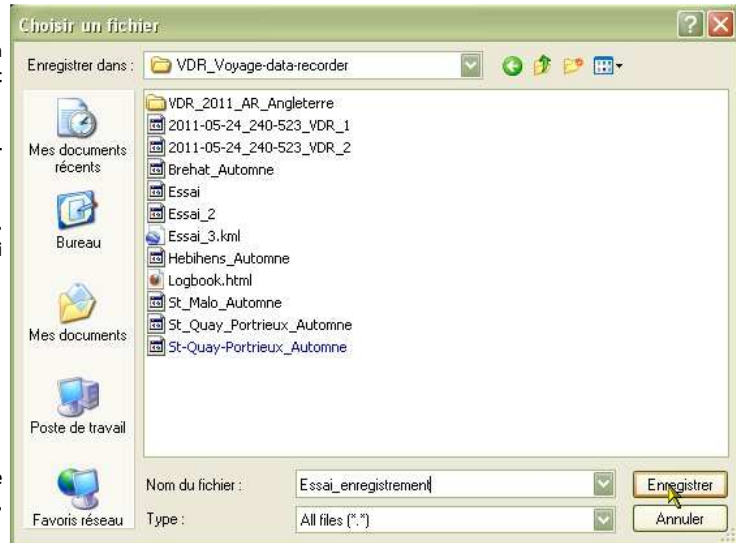 Choisir un fichier
Enregistrer dans :
VDR_Voyage-data-recorder
Mes documents
récents
Bureau
Mes documents
Poste de travail
Favoris réseau
VDR_2011_AR_Angleterre
2011-05-24_240-523_VDR_1
2011-05-24_240-523_VDR_2
Brehat_Automne
Essai
Essai_2
Essai_3.kml
Hebihens_Automne
Logbook.html
St_Malo_Automne
St_Quay_Portrieux_Automne
St-Quay-Portrieux_Automne
Nom du fichier :
Essai_enregistrement
Enregistrer
Type :
All files (*.*)
Annuler